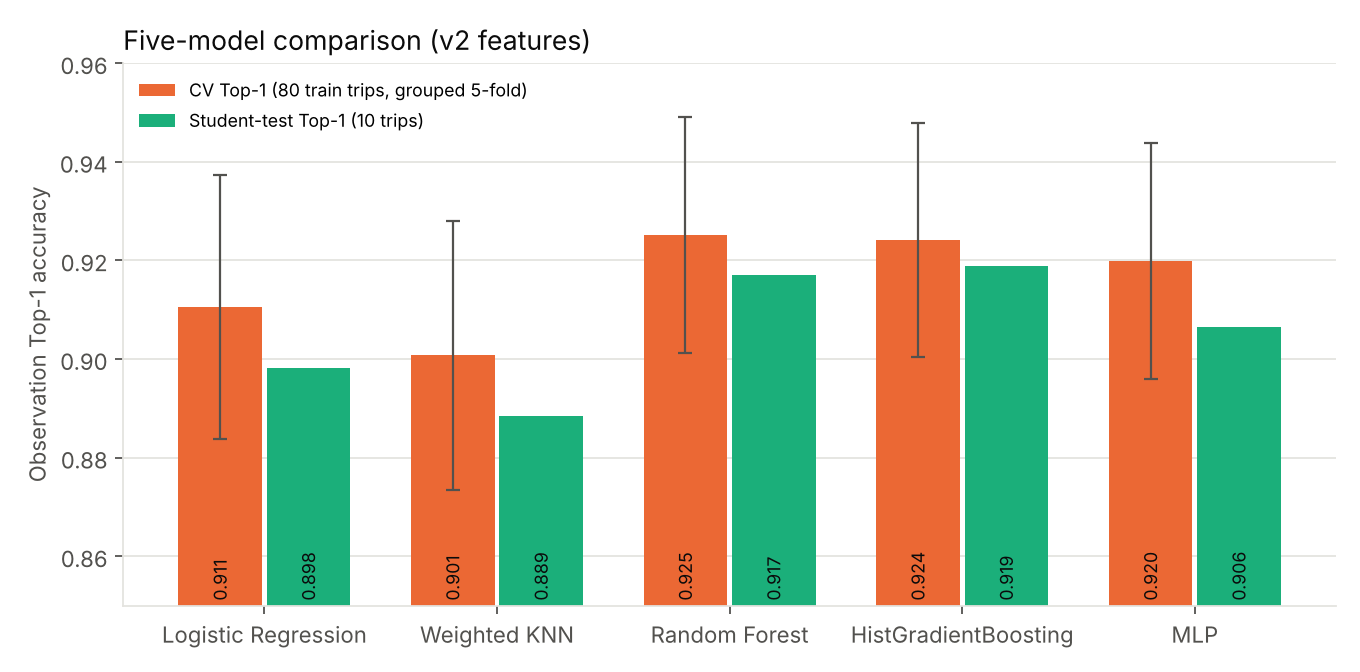 Five-model comparison (v2 features)
CV Top-1 (80 train trips, grouped 5-fold)
Student-test Top-1 (10 trips)
Observation Top-1 accuracy
0.96
0.94
0.92
0.90
0.88
0.86
0.911
0.898
0.901
0.889
0.925
0.917
0.924
0.919
0.920
0.906
Logistic Regression
Weighted KNN
Random Forest
HistGradientBoosting
MLP